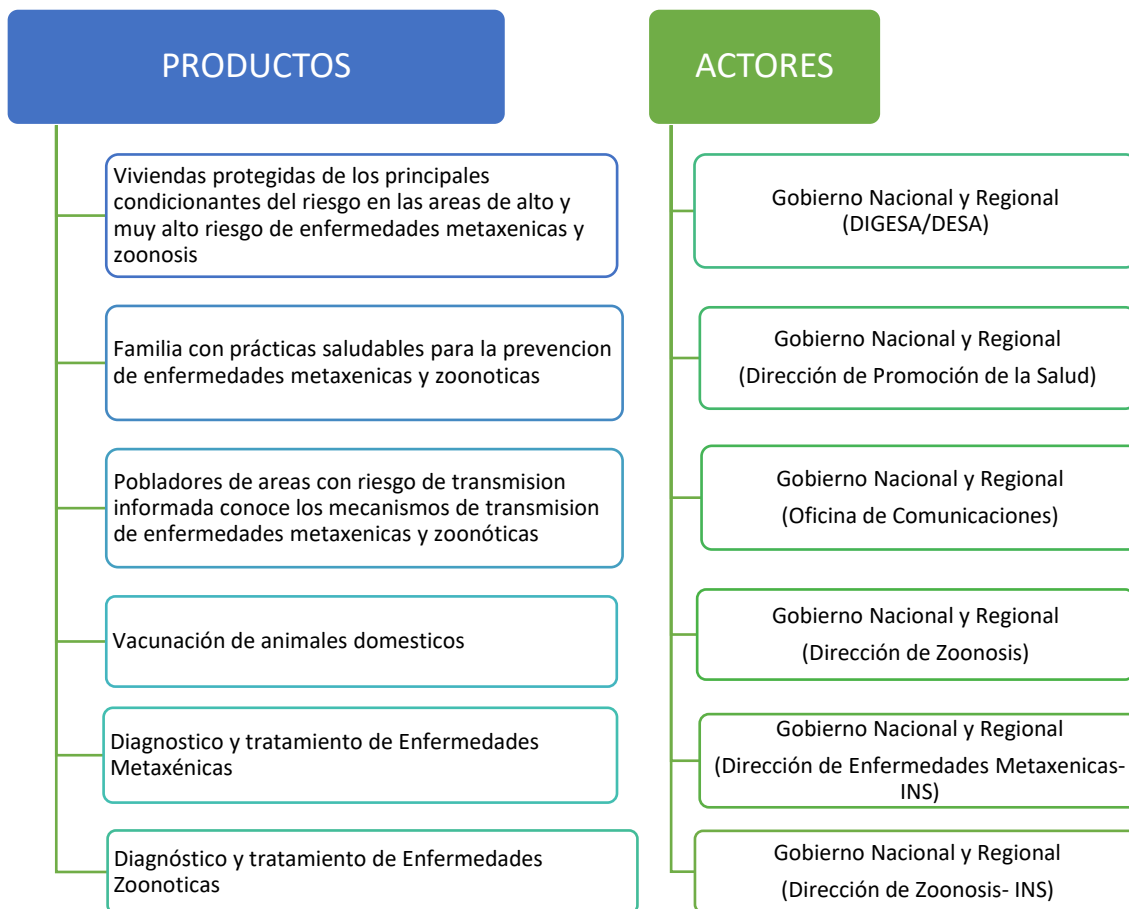 PRODUCTOS
Viviendas protegidas de los principales
condicionantes del riesgo en las areas de alto y
muy alto riesgo de enfermedades metaxenicas y
zoonosis
Familia con prácticas saludables para la prevencion
de enfermedades metaxenicas y zoonoticas
Pobladores de areas con riesgo de transmision
informada conoce los mecanismos de transmision
de enfermedades metaxenicas y zoonóticas
Vacunación de animales domesticos
Diagnostico y tratamiento de Enfermedades
Metaxénicas
Diagnóstico y tratamiento de Enfermedades
Zoonoticas
ACTORES
Gobierno Nacional y Regional
(DIGESA/DESA)
Gobierno Nacional y Regional
(Dirección de Promoción de la Salud)
Gobierno Nacional y Regional
(Oficina de Comunicaciones)
Gobierno Nacional y Regional
(Dirección de Zoonosis)
Gobierno Nacional y Regional
(Dirección de Enfermedades Metaxenicas-
INS)
Gobierno Nacional y Regional
(Dirección de Zoonosis- INS)